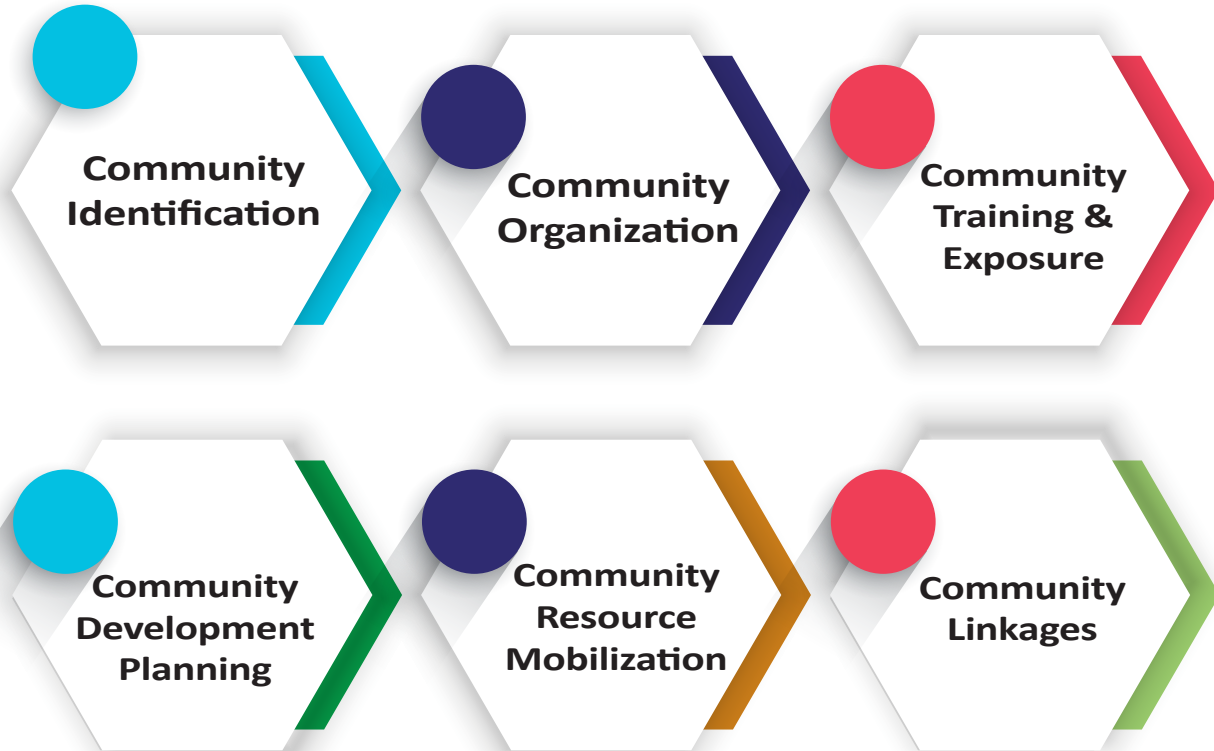 Community
Identification
Community
Organization
Community
Training &
Exposure
Community
Development
Planning
Community
Resource
Mobilization
Community
Linkages